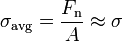 σ_avg = F_n / A ≈ σ